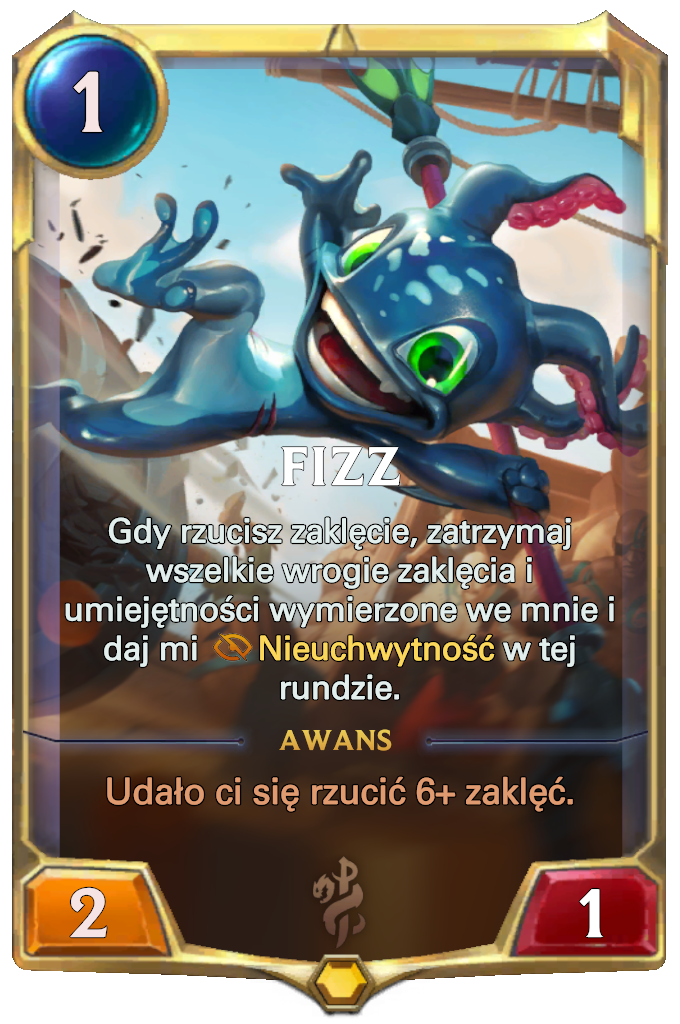 1
FIZZ
Gdy rzucisz zaklęcie, zatrzymaj
wszelkie wrogie zaklęcia i
umiejętności wymierzone we mnie i
daj mi Nieuchwytność w tej
rundzie.
AWANS
Udało ci się rzucić 6+ zaklęć.
2
1